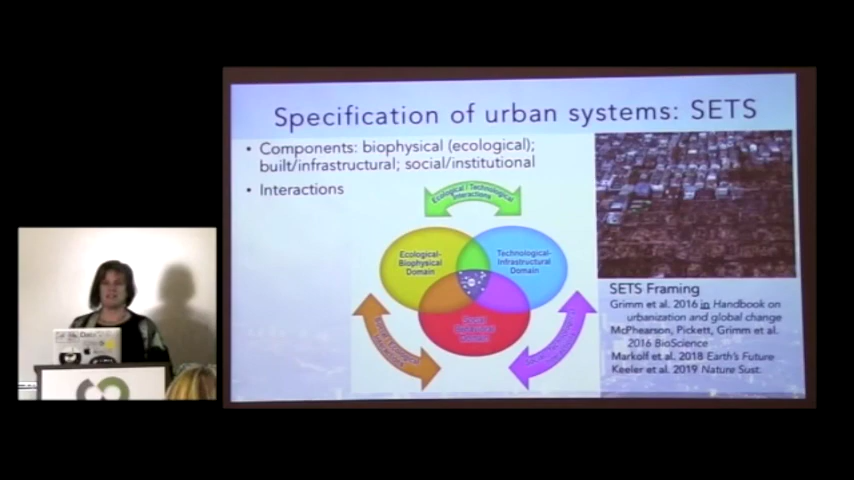 Specification of urban systems: SETS
• Components: biophysical (ecological);
built/infrastructural; social/institutional
• Interactions
Ecological / Technological
Interactions
Ecological-
Biophysical
Domain
Technological-
Infrastructural
Domain
Social
Domain
SETS Framing
Grimm et al. 2016 in Handbook on
urbanization and global change
McPhearson, Pickett, Grimm et al.
2016 BioScience
Markolf et al. 2018 Earth's Future
Keeler et al. 2019 Nature Sust.